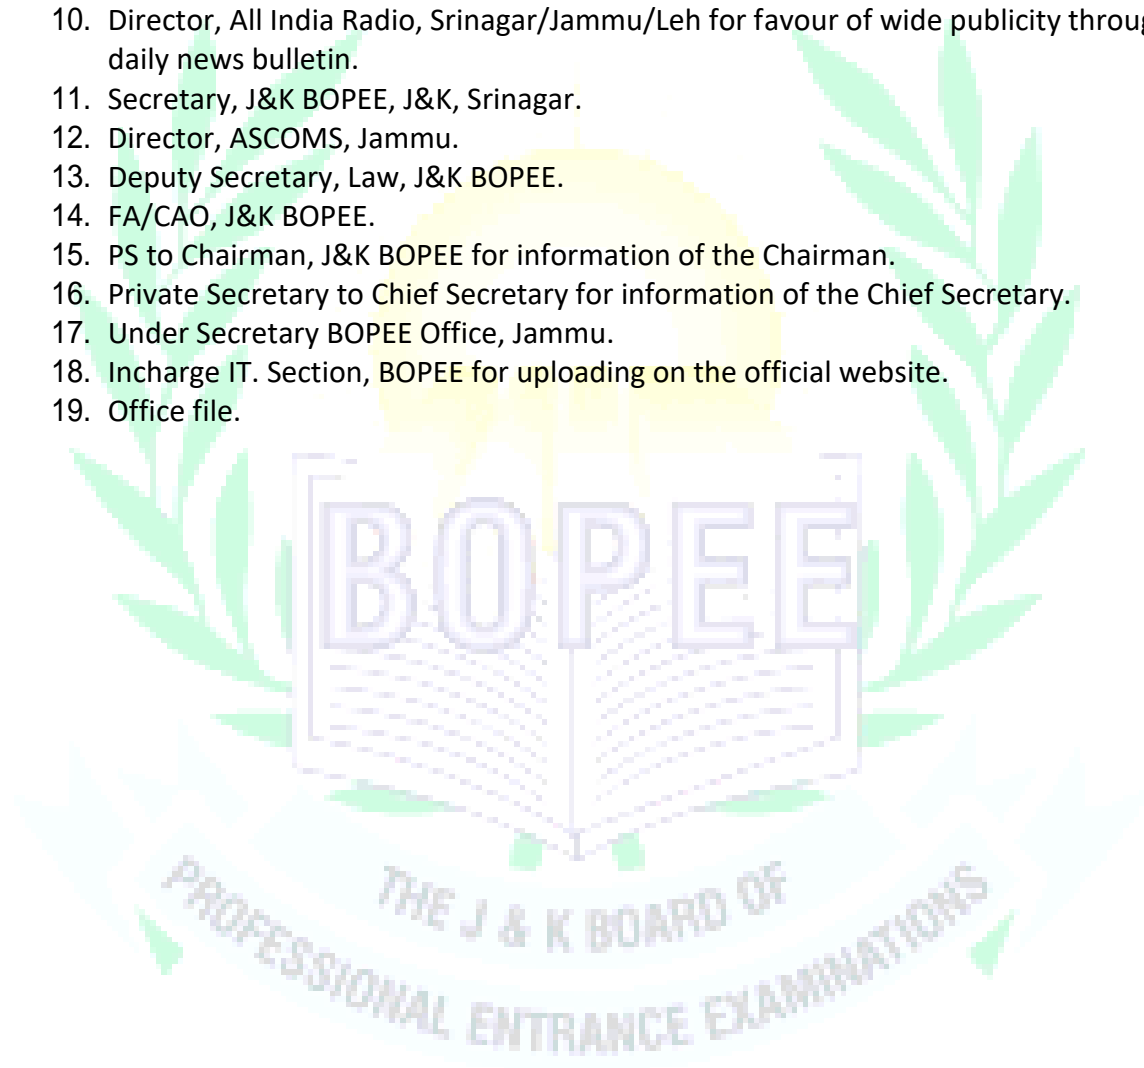 10. Director, All India Radio, Srinagar/Jammu/Leh for favour of wide publicity throug
daily news bulletin.
11. Secretary, J&K BOPEE, J&K, Srinagar.
12. Director, ASCOMS, Jammu.
13. Deputy Secretary, Law, J&K BOPEE.
14. FA/CAO, J&K BOPEE.
15. PS to Chairman, J&K BOPEE for information of the Chairman.
16. Private Secretary to Chief Secretary for information of the Chief Secretary.
17. Under Secretary BOPEE Office, Jammu.
18. Incharge IT. Section, BOPEE for uploading on the official website.
19. Office file.
BOPEE
THE J & K BOARD OF
PROFESSIONAL ENTRANCE EXAMINATIONS